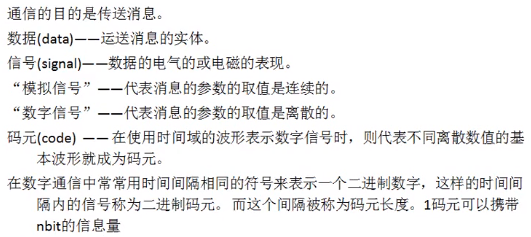 通信的目的是传送消息。
数据(data)——运送消息的实体。
信号(signal)——数据的电气的或电磁的表现。
“模拟信号”——代表消息的参数的取值是连续的。
“数字信号”——代表消息的参数的取值是离散的。
码元(code) —— 在使用时间域的波形表示数字信号时，则代表不同离散数值的基
本波形就成为码元。
在数字通信中常常用时间间隔相同的符号来表示一个二进制数字，这样的时间间
隔内的信号称为二进制码元。 而这个间隔被称为码元长度。1码元可以携带
nbit的信息量